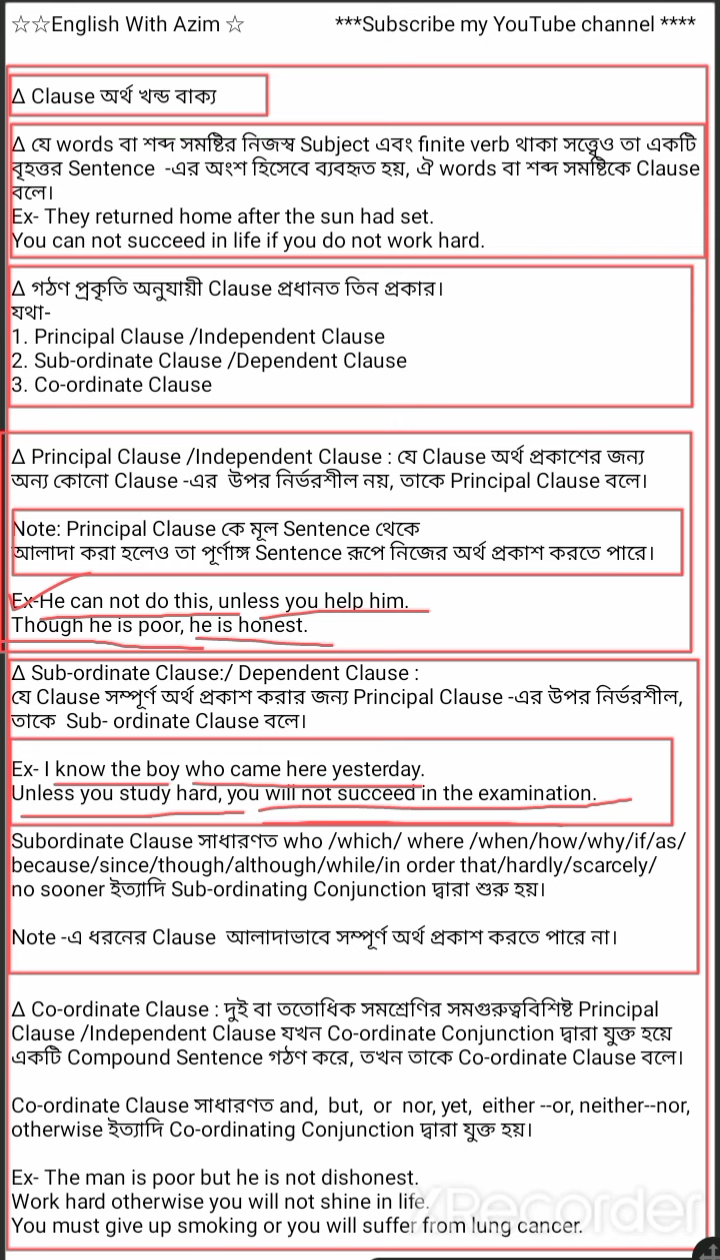 ☆☆English With Azim ☆ ***Subscribe my YouTube channel ****
∆ Clause অর্থ খন্ড বাক্য
∆ যে words বা শব্দ সমষ্টির নিজস্ব Subject এবং finite verb থাকা সত্ত্বেও তা একটি
বৃহত্তর Sentence -এর অংশ হিসেবে ব্যবহৃত হয়, ঐ words বা শব্দ সমষ্টিকে Clause
বলে।
Ex- They returned home after the sun had set.
You can not succeed in life if you do not work hard.
∆ গঠণ প্রকৃতি অনুযায়ী Clause প্রধানত তিন প্রকার।
যথা-
1. Principal Clause /Independent Clause
2. Sub-ordinate Clause /Dependent Clause
3. Co-ordinate Clause
∆ Principal Clause /Independent Clause : যে Clause অর্থ প্রকাশের জন্য
অন্য কোনো Clause -এর উপর নির্ভরশীল নয়, তাকে Principal Clause বলে।
Note: Principal Clause কে মূল Sentence থেকে
আলাদা করা হলেও তা পূর্ণাঙ্গ Sentence রূপে নিজের অর্থ প্রকাশ করতে পারে।
Ex-He can not do this, unless you help him.
Though he is poor, he is honest.
∆ Sub-ordinate Clause:/ Dependent Clause :
যে Clause সম্পূর্ণ অর্থ প্রকাশ করার জন্য Principal Clause -এর উপর নির্ভরশীল,
তাকে Sub- ordinate Clause বলে।
Ex- I know the boy who came here yesterday.
Unless you study hard, you will not succeed in the examination.
Subordinate Clause সাধারণত who /which/ where /when/how/why/if/as/
because/since/though/although/while/in order that/hardly/scarcely/
no sooner ইত্যাদি Sub-ordinating Conjunction দ্বারা শুরু হয়।
Note -এ ধরনের Clause আলাদাভাবে সম্পূর্ণ অর্থ প্রকাশ করতে পারে না।
∆ Co-ordinate Clause : দুই বা ততোধিক সমশ্রেণির সমগুরুত্ববিশিষ্ট Principal
Clause /Independent Clause যখন Co-ordinate Conjunction দ্বারা যুক্ত হয়ে
একটি Compound Sentence গঠণ করে, তখন তাকে Co-ordinate Clause বলে।
Co-ordinate Clause সাধারণত and, but, or nor, yet, either --or, neither--nor,
otherwise ইত্যাদি Co-ordinating Conjunction দ্বারা যুক্ত হয়।
Ex- The man is poor but he is not dishonest.
Work hard otherwise you will not shine in life.
You must give up smoking or you will suffer from lung cancer.
XRecorder